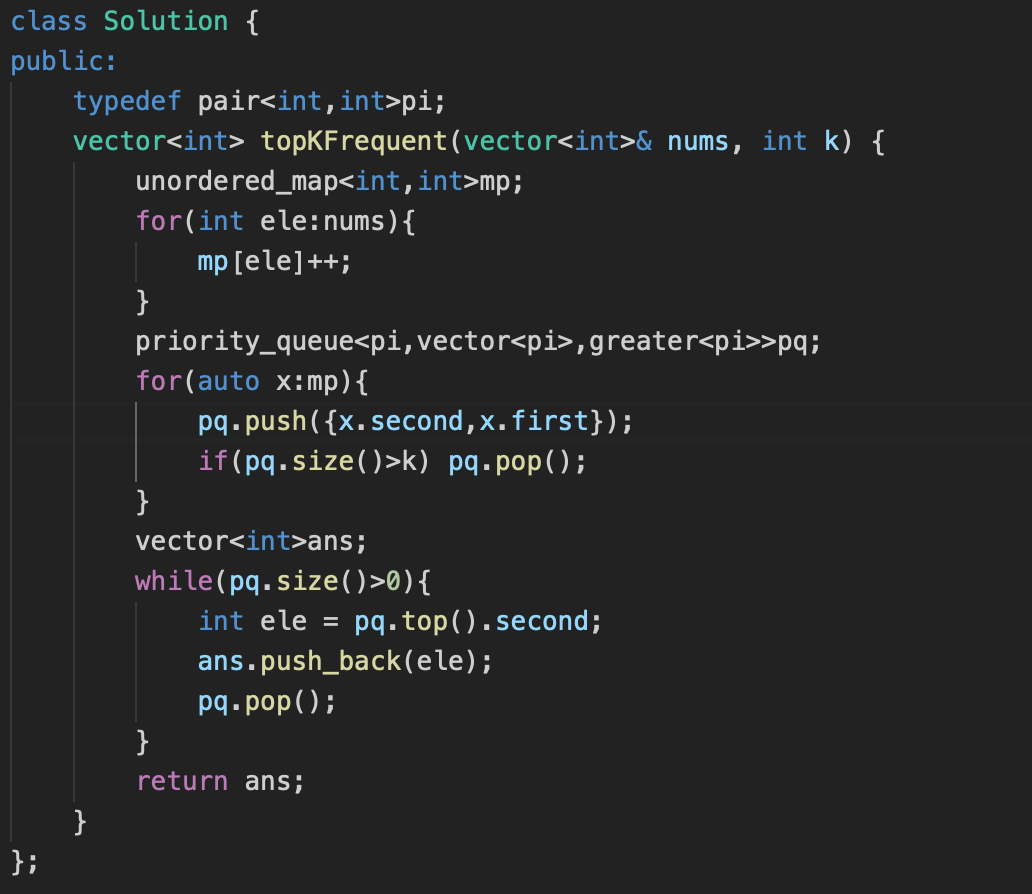 class Solution {
public:
    typedef pair<int,int>pi;
    vector<int> topKFrequent(vector<int>& nums, int k) {
        unordered_map<int,int>mp;
        for(int ele:nums){
            mp[ele]++;
        }
        priority_queue<pi,vector<pi>,greater<pi>>pq;
        for(auto x:mp){
            pq.push({x.second,x.first});
            if(pq.size()>k) pq.pop();
        }
        vector<int>ans;
        while(pq.size()>0){
            int ele = pq.top().second;
            ans.push_back(ele);
            pq.pop();
        }
        return ans;
    }
};